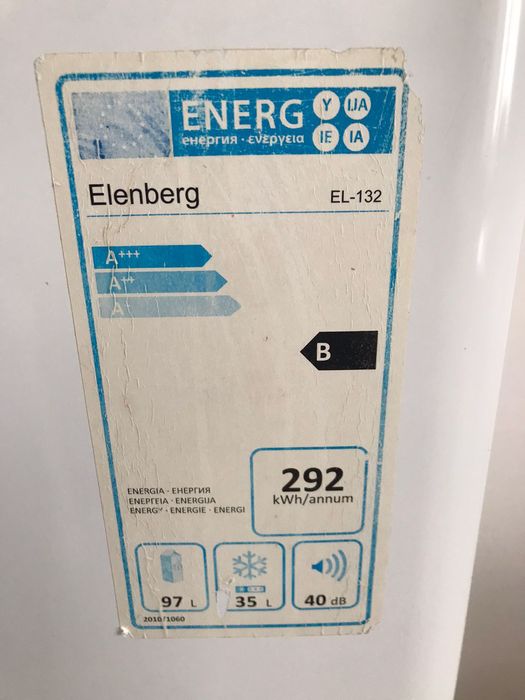 ENERG Y IJA IE IA
енергия · ενέργεια
Elenberg EL-132
A+++
A++
A
B
292
kWh/annum
ENERGIA · ЕНЕРГИЯ
ΕΝΕΡΓΕΙΑ · ENERGIJA
ENERGY · ENERGIE · ENERGI
97 L 35 L 40 dB
2010/1060